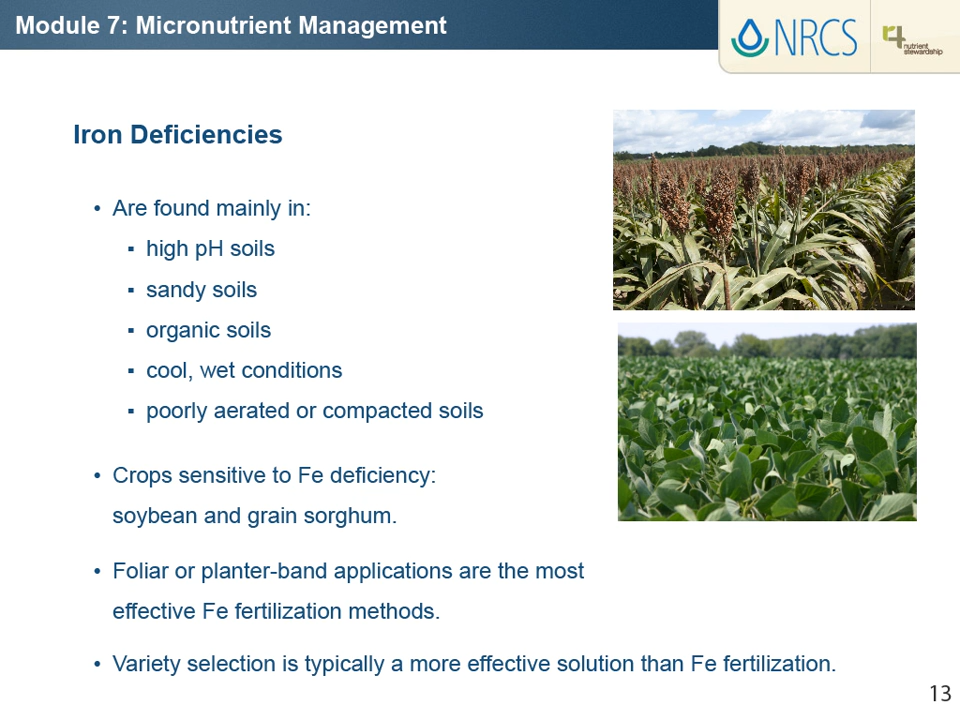 Module 7: Micronutrient Management
NRCS
r4 nutrient
stewardship
Iron Deficiencies
• Are found mainly in:
▪ high pH soils
▪ sandy soils
▪ organic soils
▪ cool, wet conditions
▪ poorly aerated or compacted soils
• Crops sensitive to Fe deficiency:
soybean and grain sorghum.
• Foliar or planter-band applications are the most
effective Fe fertilization methods.
• Variety selection is typically a more effective solution than Fe fertilization.
13